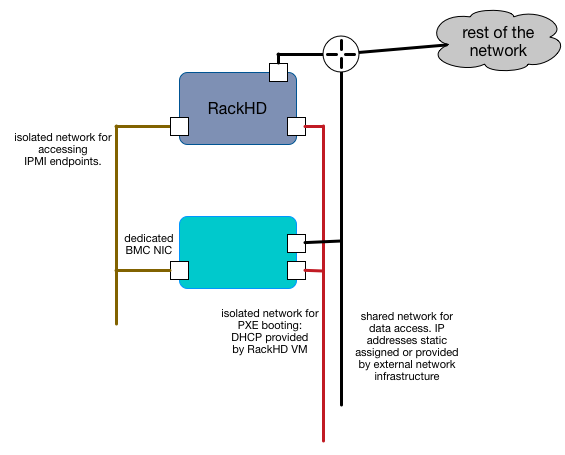 rest of the
network
RackHD
isolated network for
accessing
IPMI endpoints.
dedicated
BMC NIC
isolated network for
PXE booting:
DHCP provided
by RackHD VM
shared network for
data access. IP
addresses static
assigned or provided
by external network
infrastructure